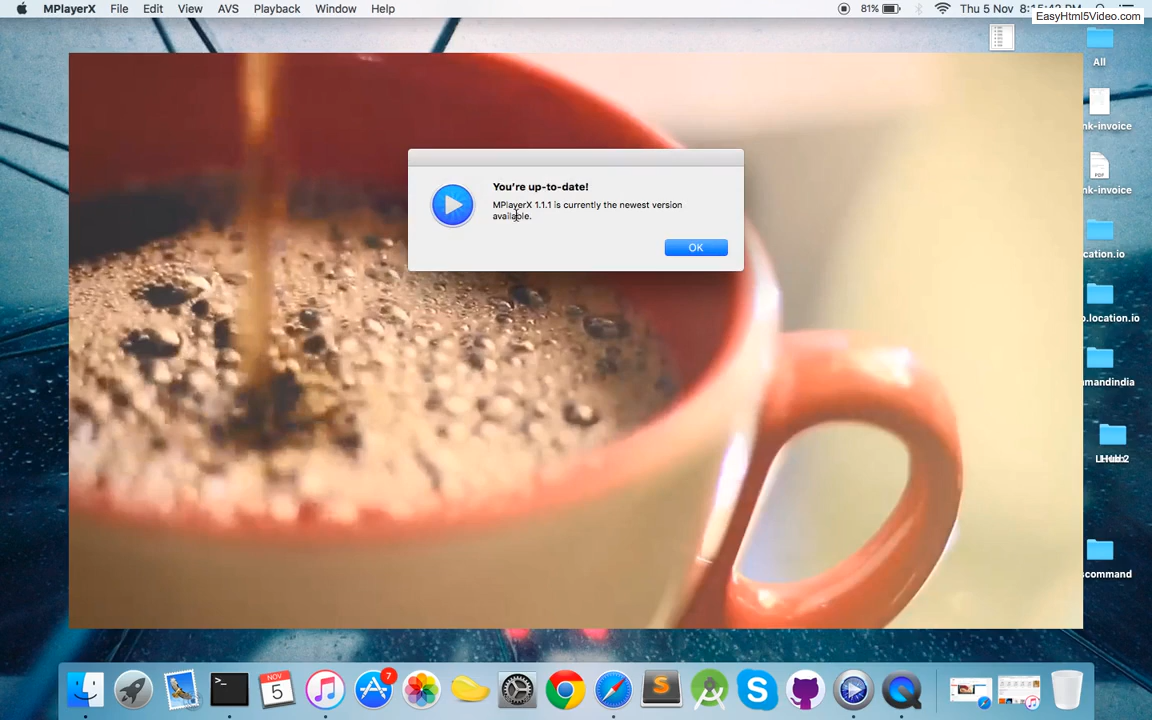 MPlayerX File Edit View AVS Playback Window Help
81% Thu 5 Nov
EasyHtml5Video.com
All
nk-invoice
PDF
nk-invoice
cation.io
o.location.io
mandindia
scommand
You're up-to-date!
MPlayerX 1.1.1 is currently the newest version
available.
OK
NOV
5
7
>_
S